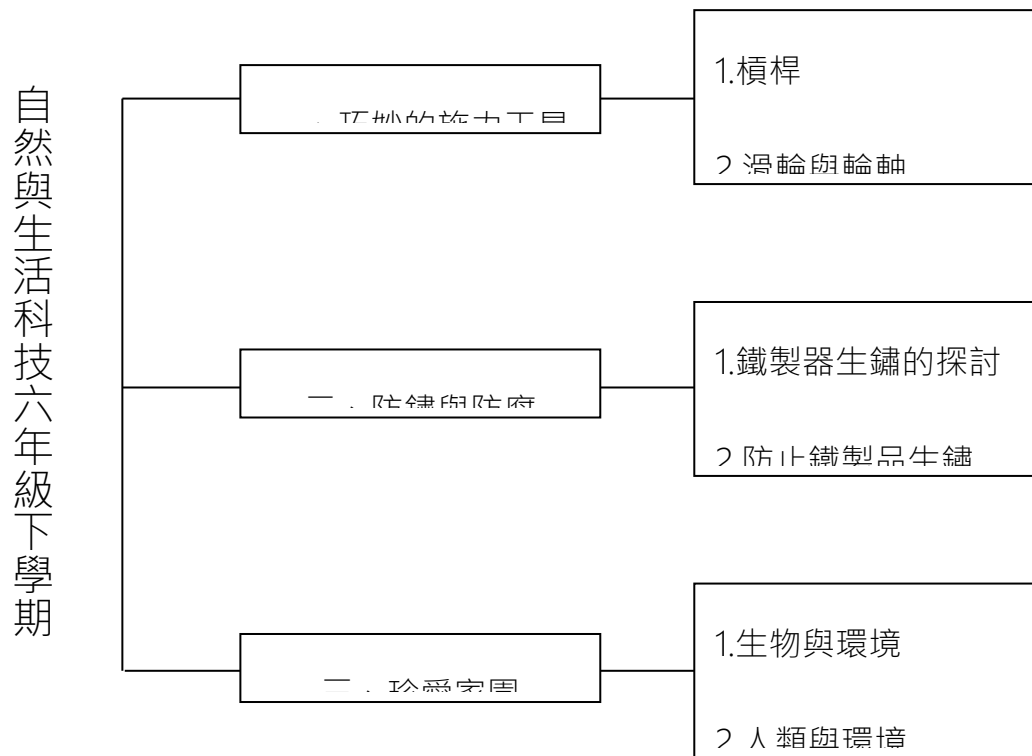 自然與生活科技六年級下學期
、巧妙的施力工具
1.槓桿
2.滑輪與輪軸
二、防鏽與防腐
1.鐵製器生鏽的探討
2.防止鐵製品生鏽
三、珍愛家園
1.生物與環境
2.人類與環境